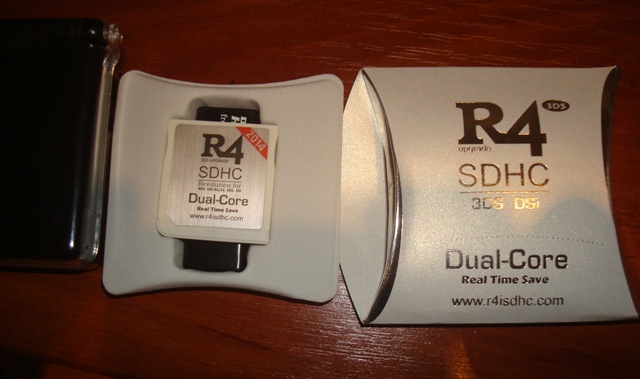 2014
R4
SDHC
Revolution for
Dual-Core
Real Time Save
www.r4isdhc.com
R4 3DS
upgrade
SDHC
3DS DSi
Dual-Core
Real Time Save
www.r4isdhc.com